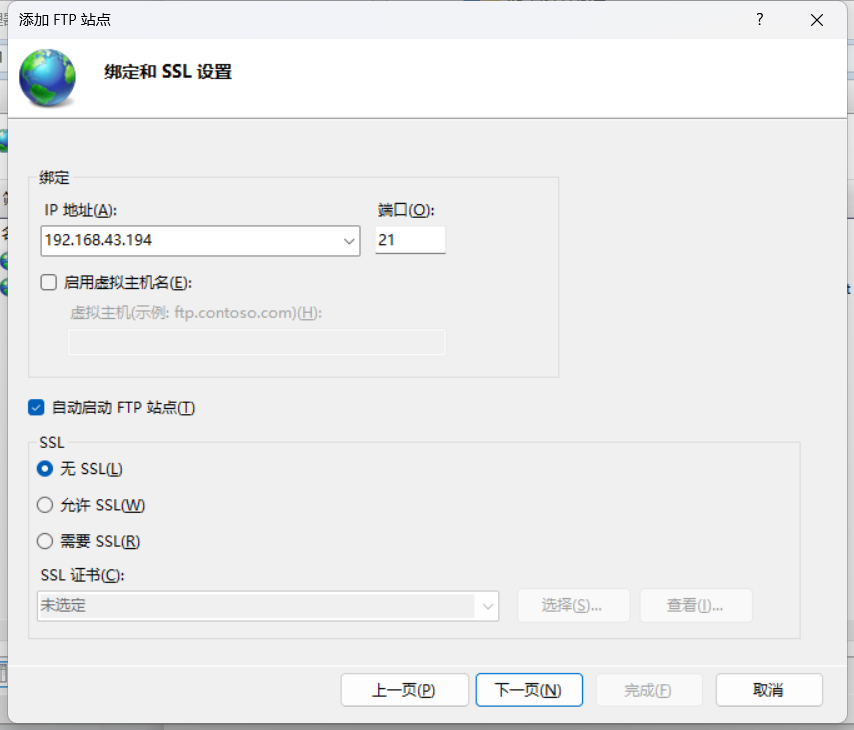 添加 FTP 站点
?
绑定和 SSL 设置
绑定
IP 地址(A): 端口(O):
192.168.43.194 21
启用虚拟主机名(E):
虚拟主机(示例: ftp.contoso.com)(H):
自动启动 FTP 站点(T)
SSL
无 SSL(L)
允许 SSL(W)
需要 SSL(R)
SSL 证书(C):
未选定 选择(S)... 查看(I)...
上一页(P) 下一页(N) 完成(F) 取消